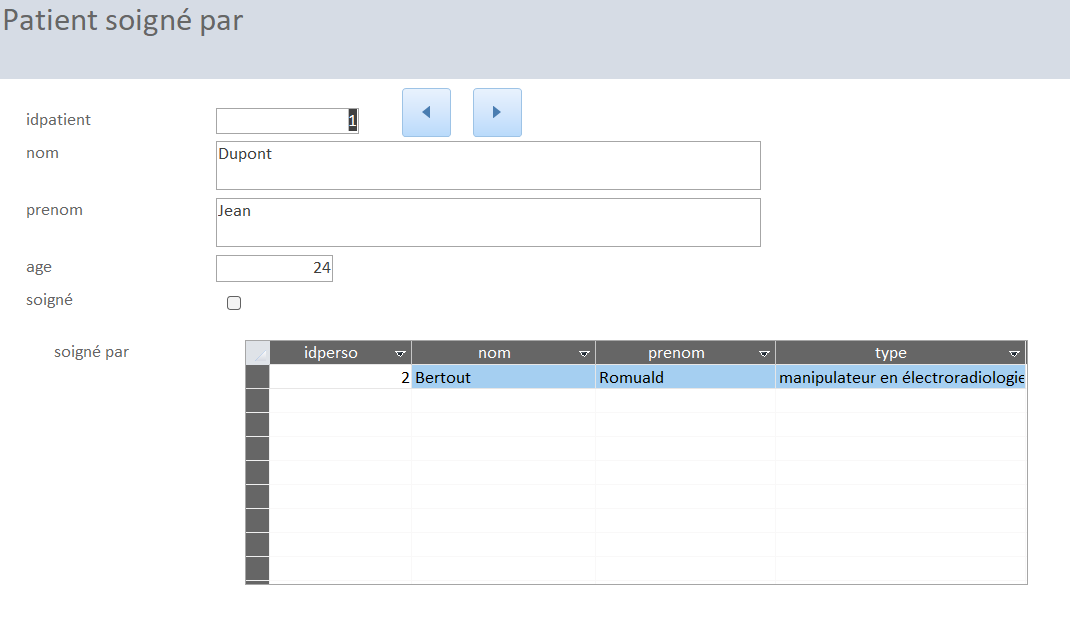 Patient soigné par
idpatient 1
nom Dupont
prenom Jean
age 24
soigné
soigné par
idperso nom prenom type
2 Bertout Romuald manipulateur en électroradiologie